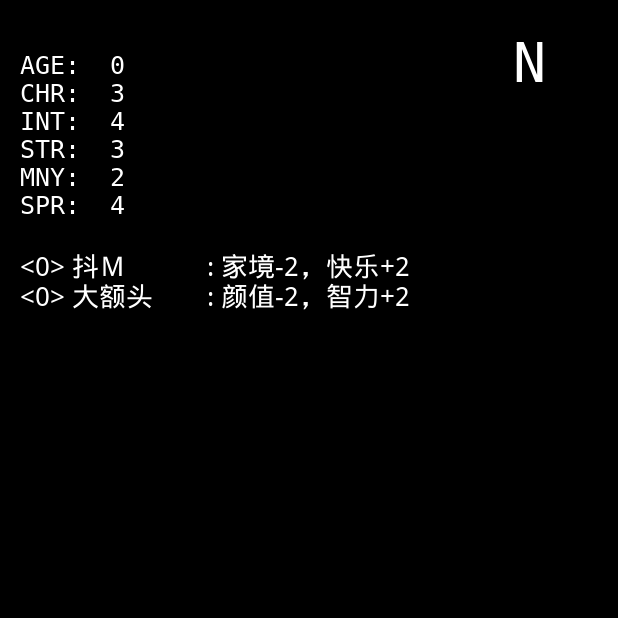 N
AGE: 0
CHR: 3
INT: 4
STR: 3
MNY: 2
SPR: 4
<0> 抖M : 家境-2，快乐+2
<0> 大额头 : 颜值-2，智力+2